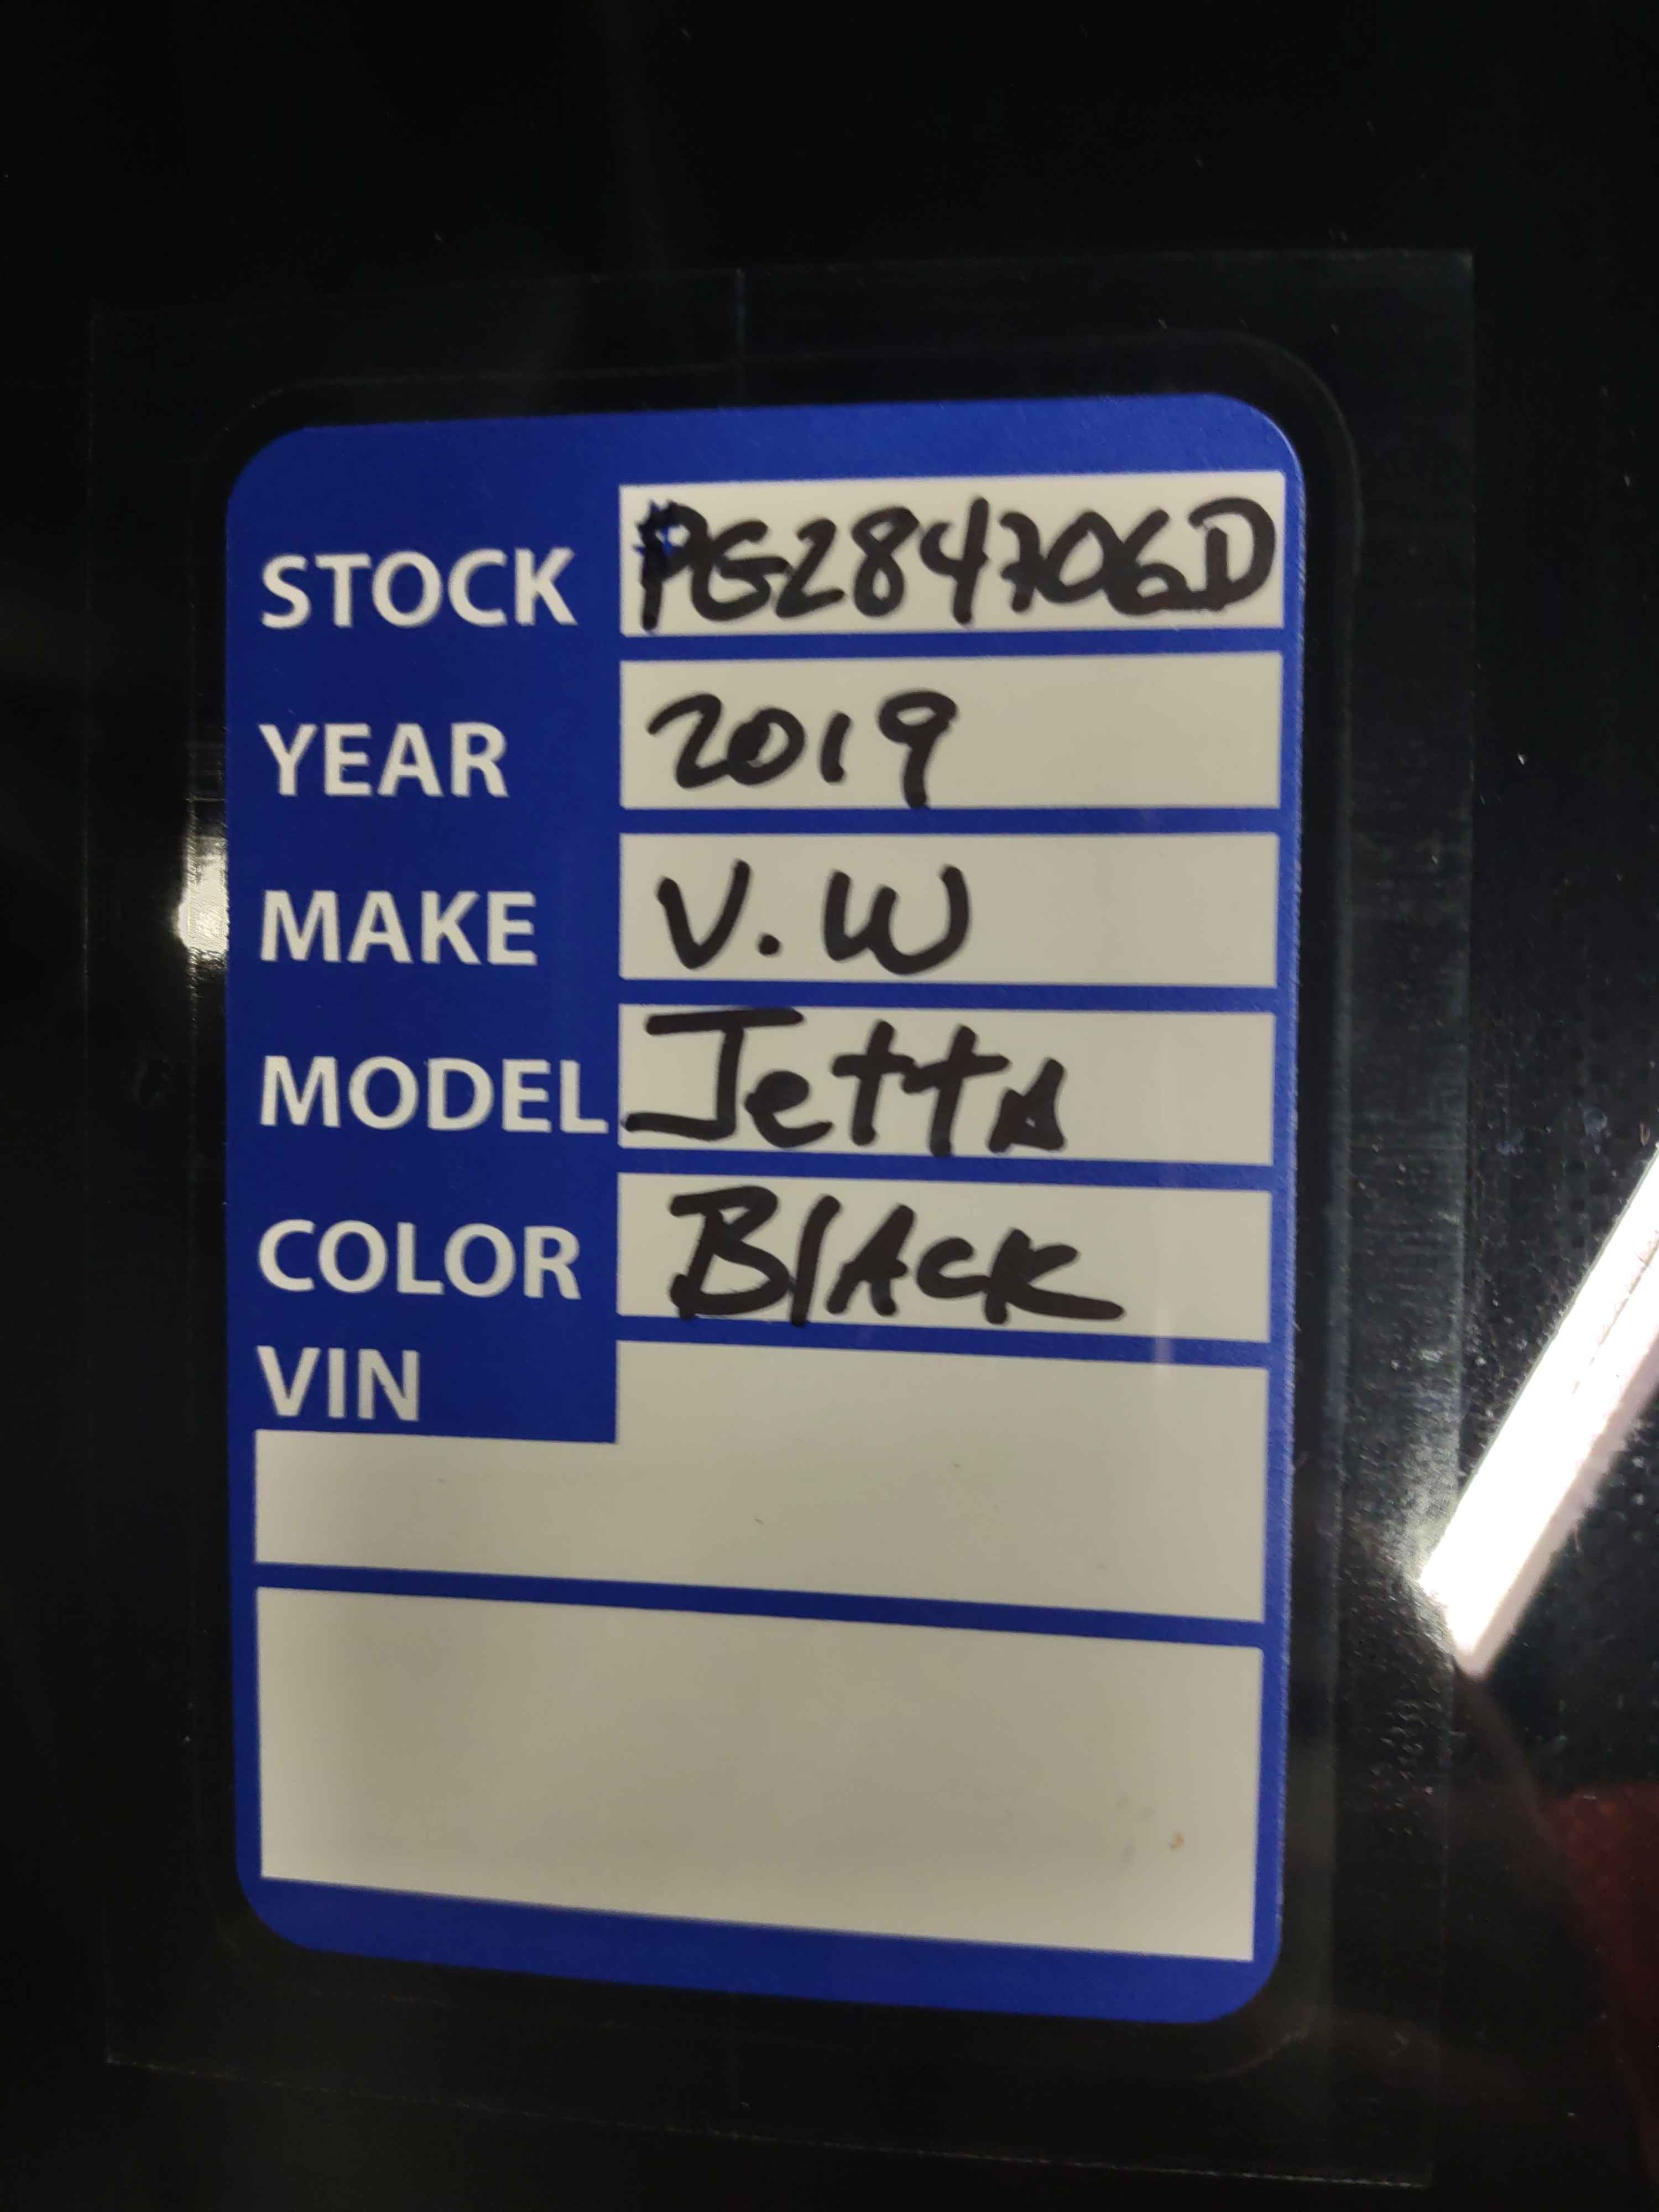 STOCK PG284706D
YEAR 2019
MAKE V.W
MODEL Jetta
COLOR BlAcK
VIN